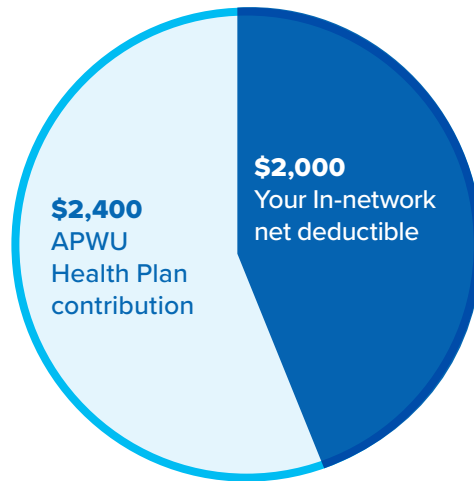 $2,000
Your In-network
net deductible
$2,400
APWU
Health Plan
contribution